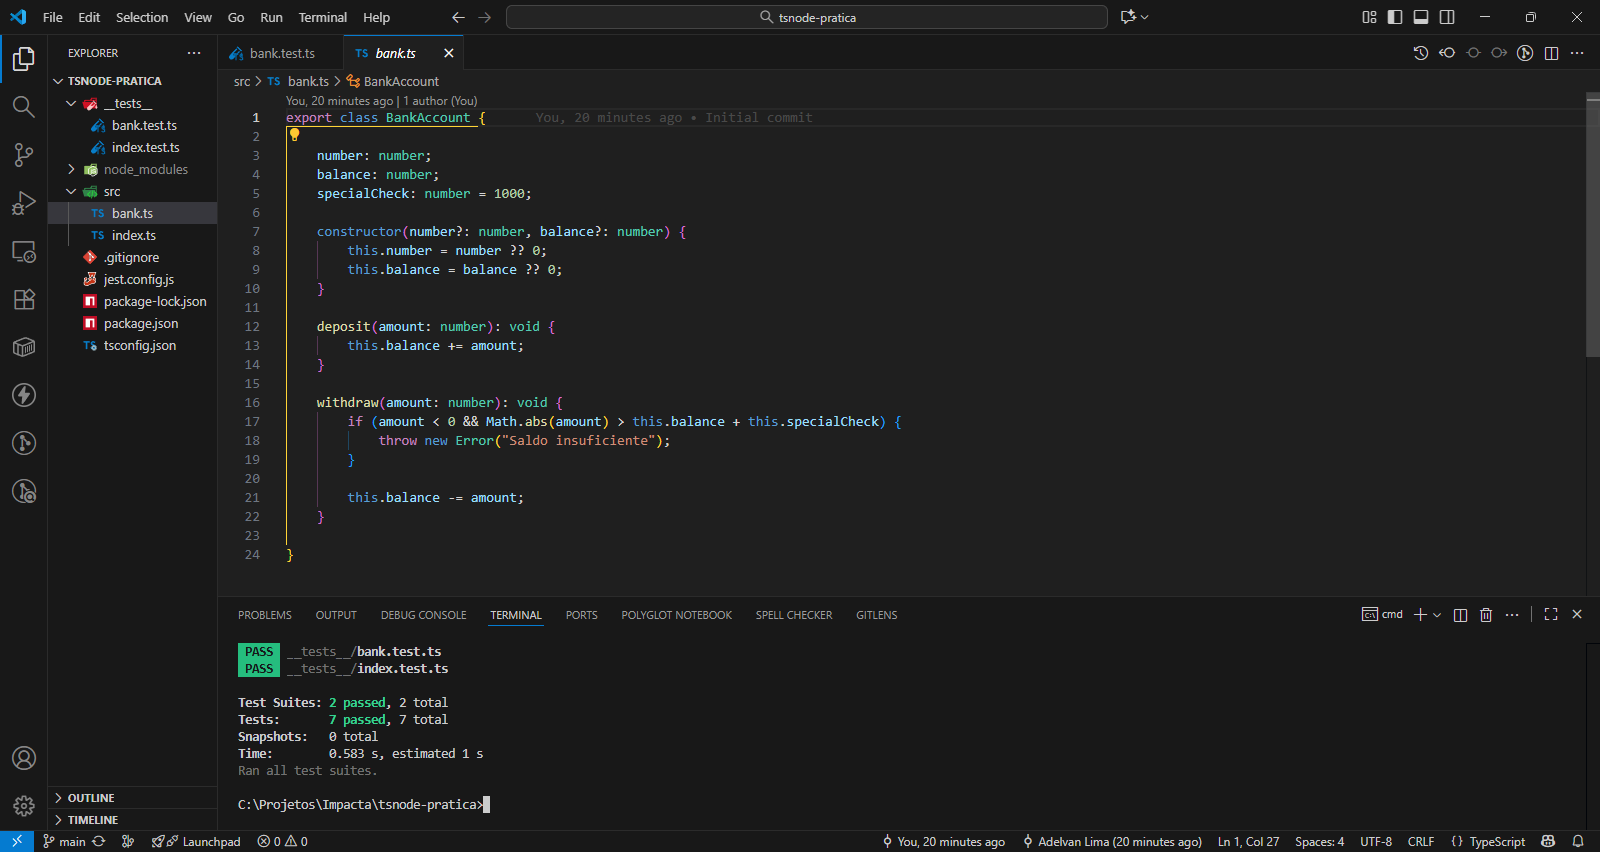 File Edit Selection View Go Run Terminal Help
tsnode-pratica
EXPLORER
TSNODE-PRATICA
__tests__
bank.test.ts
index.test.ts
node_modules
src
TS bank.ts
TS index.ts
.gitignore
jest.config.js
package-lock.json
package.json
TS tsconfig.json
OUTLINE
TIMELINE
bank.test.ts
TS bank.ts
src > TS bank.ts > BankAccount
You, 20 minutes ago | 1 author (You)
1 export class BankAccount { You, 20 minutes ago • Initial commit
2
3 number: number;
4 balance: number;
5 specialCheck: number = 1000;
6
7 constructor(number?: number, balance?: number) {
8 this.number = number ?? 0;
9 this.balance = balance ?? 0;
10 }
11
12 deposit(amount: number): void {
13 this.balance += amount;
14 }
15
16 withdraw(amount: number): void {
17 if (amount < 0 && Math.abs(amount) > this.balance + this.specialCheck) {
18 throw new Error("Saldo insuficiente");
19 }
20
21 this.balance -= amount;
22 }
23
24 }
PROBLEMS OUTPUT DEBUG CONSOLE TERMINAL PORTS POLYGLOT NOTEBOOK SPELL CHECKER GITLENS
cmd
PASS __tests__/bank.test.ts
PASS __tests__/index.test.ts
Test Suites: 2 passed, 2 total
Tests: 7 passed, 7 total
Snapshots: 0 total
Time: 0.583 s, estimated 1 s
Ran all test suites.
C:\Projetos\Impacta\tsnode-pratica>
main Launchpad 0 0 You, 20 minutes ago Adelvan Lima (20 minutes ago) Ln 1, Col 27 Spaces: 4 UTF-8 CRLF {} TypeScript